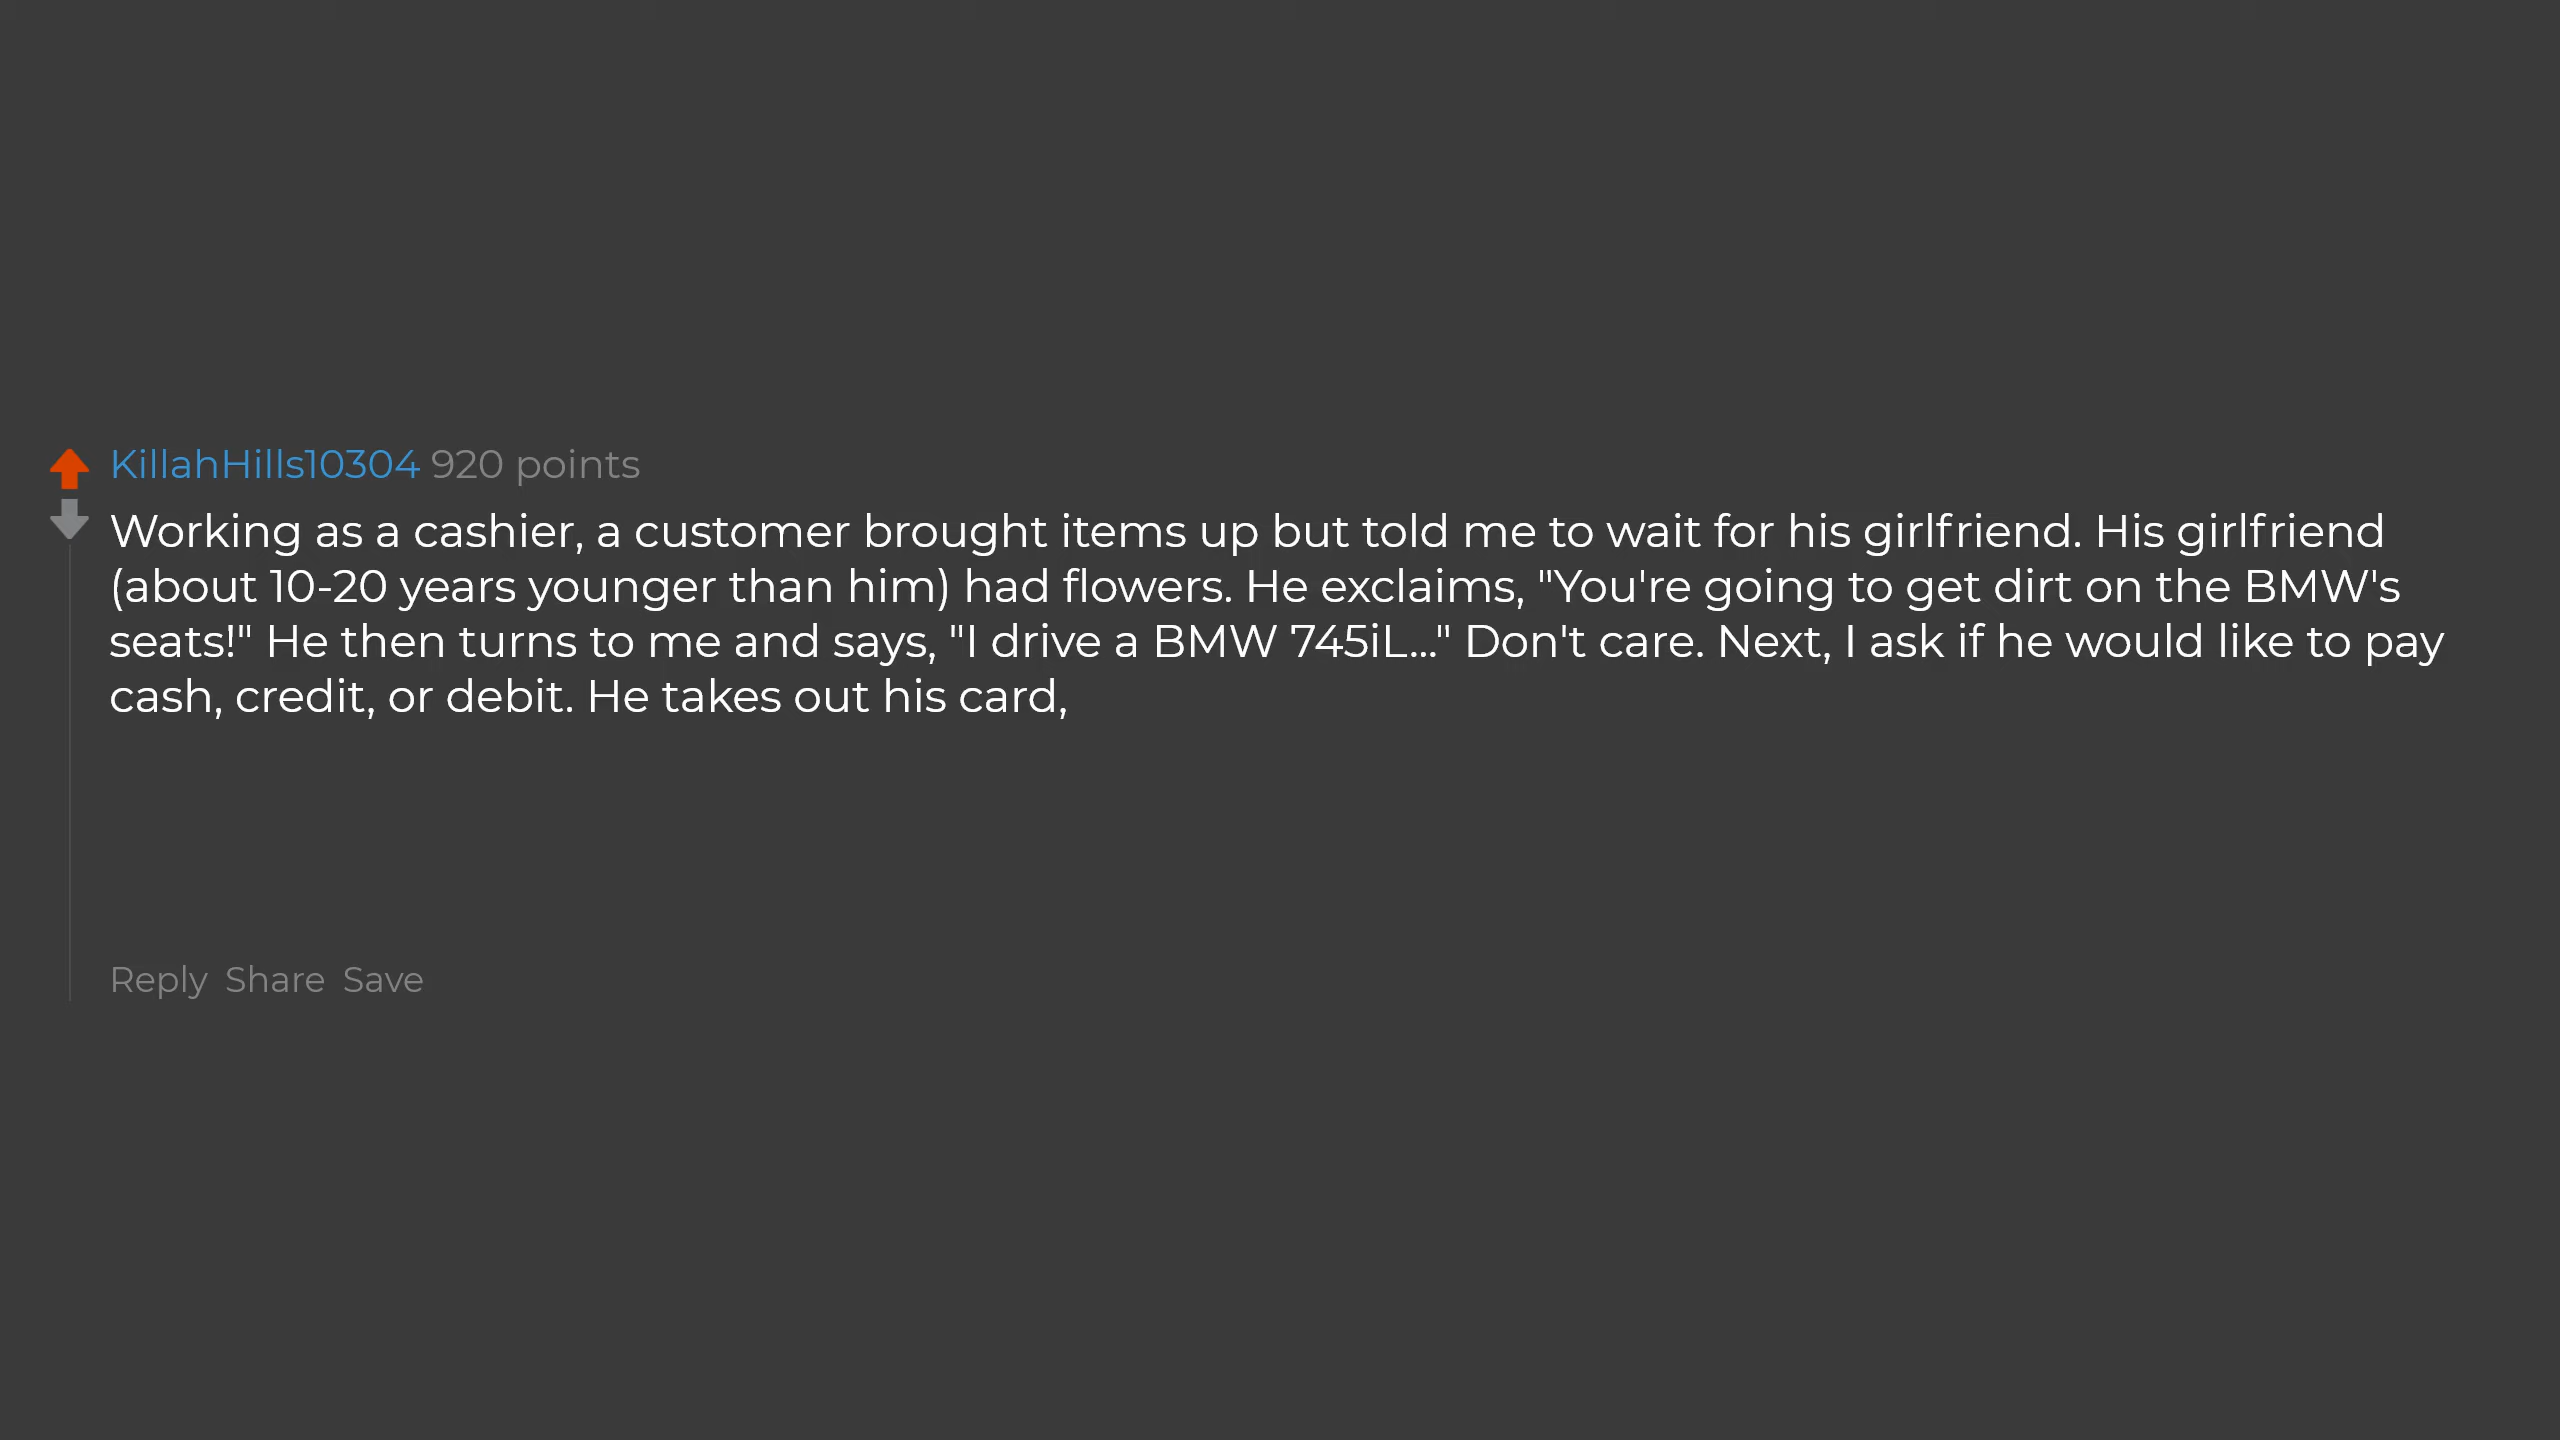 KillahHills10304 920 points
Working as a cashier, a customer brought items up but told me to wait for his girlfriend. His girlfriend
(about 10-20 years younger than him) had flowers. He exclaims, "You're going to get dirt on the BMW's
seats!" He then turns to me and says, "I drive a BMW 745iL..." Don't care. Next, I ask if he would like to pay
cash, credit, or debit. He takes out his card,
Reply Share Save